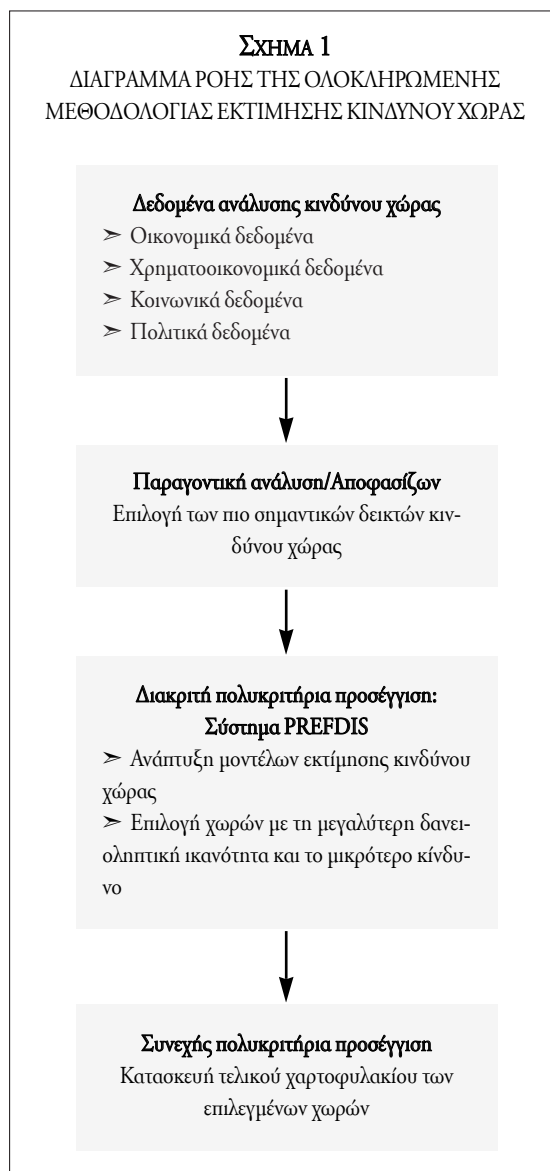 ΣΧΗΜΑ 1
ΔΙΑΓΡΑΜΜΑ ΡΟΗΣ ΤΗΣ ΟΛΟΚΛΗΡΩΜΕΝΗΣ
ΜΕΘΟΔΟΛΟΓΙΑΣ ΕΚΤΙΜΗΣΗΣ ΚΙΝΔΥΝΟΥ ΧΩΡΑΣ
Δεδομένα ανάλυσης κινδύνου χώρας
➣ Οικονομικά δεδομένα
➣ Χρηματοοικονομικά δεδομένα
➣ Κοινωνικά δεδομένα
➣ Πολιτικά δεδομένα
Παραγοντική ανάλυση/Αποφασίζων
Επιλογή των πιο σημαντικών δεικτών κιν-
δύνου χώρας
Διακριτή πολυκριτήρια προσέγγιση:
Σύστημα PREFDIS
➣ Ανάπτυξη μοντέλων εκτίμησης κινδύνου
χώρας
➣ Επιλογή χωρών με τη μεγαλύτερη δανει-
οληπτική ικανότητα και το μικρότερο κίνδυ-
νο
Συνεχής πολυκριτήρια προσέγγιση
Κατασκευή τελικού χαρτοφυλακίου των
επιλεγμένων χωρών